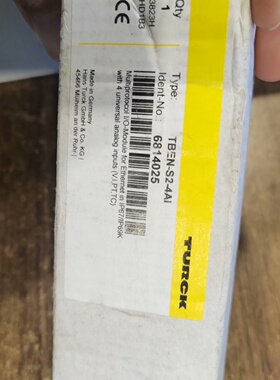 TURCK
Type: TBEN-S2-4AI
Ident-No.: 6814025
Multiprotocol I/O-Module for Ethernet in IP67/IP69K
with 4 universal analog inputs (V,I,PT,TC)
Qty
1
Made in Germany
Hans Turck GmbH & Co. KG |
45466 Mülheim an der Ruhr |
CE